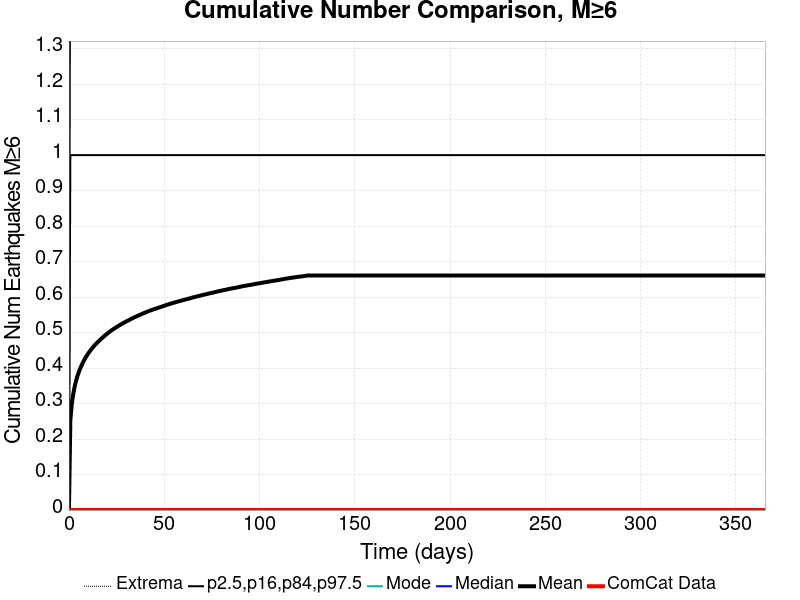 Cumulative Number Comparison, M≥6
Cumulative Num Earthquakes M≥6
1.3
1.2
1.1
1
0.9
0.8
0.7
0.6
0.5
0.4
0.3
0.2
0.1
0
0 50 100 150 200 250 300 350
Time (days)
Extrema p2.5,p16,p84,p97.5 Mode Median Mean ComCat Data